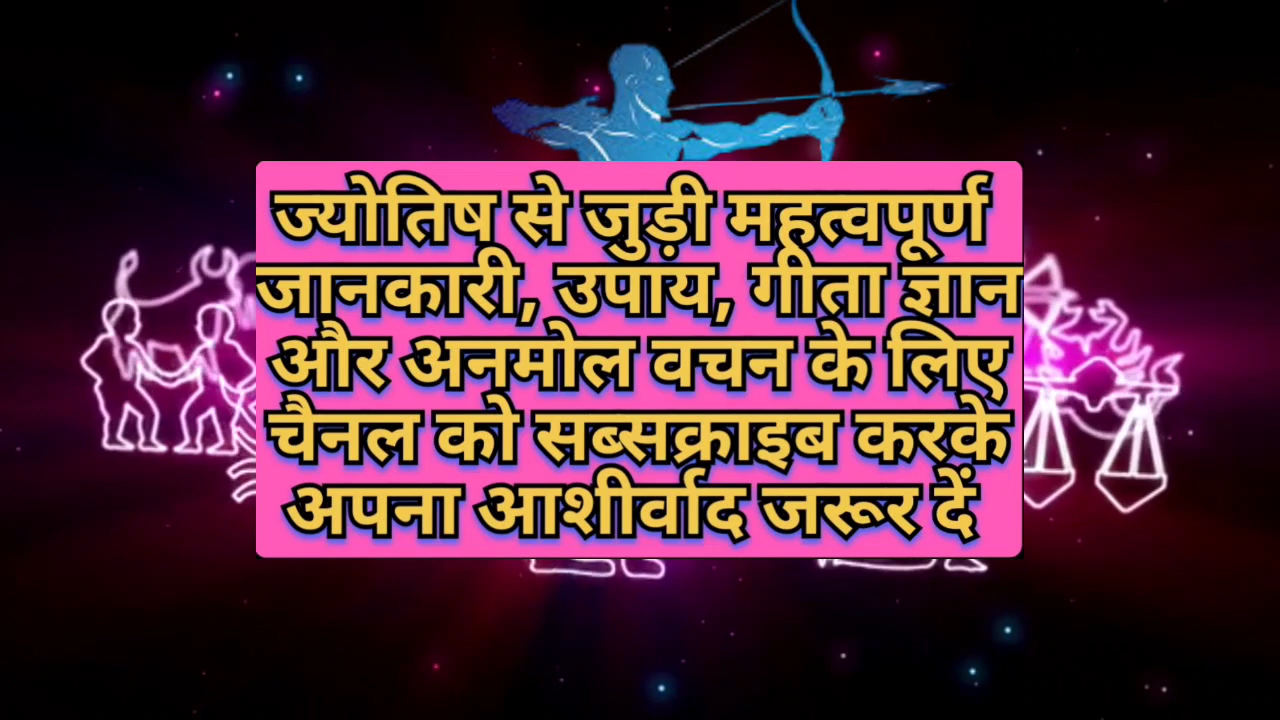 ज्योतिष से जुड़ी महत्वपूर्ण
जानकारी, उपाय, गीता ज्ञान
और अनमोल वचन के लिए
चैनल को सब्सक्राइब करके
अपना आशीर्वाद जरूर दें